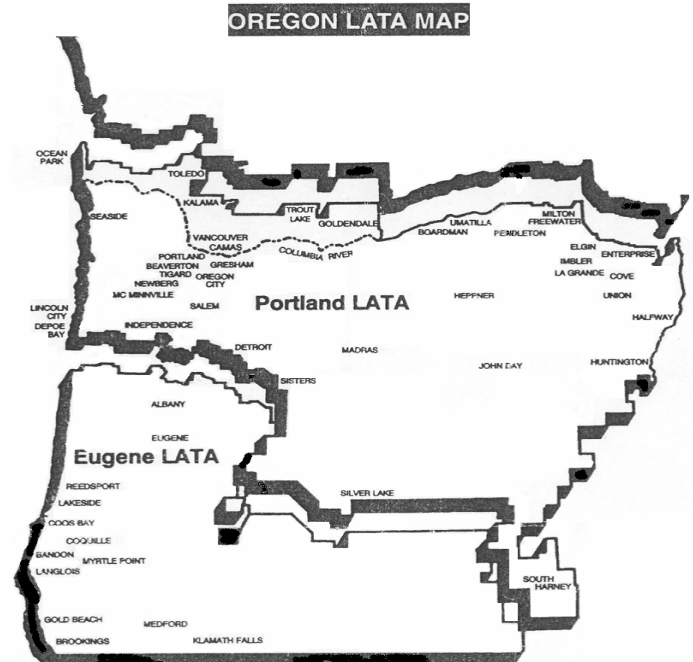 OREGON LATA MAP
OCEAN
PARK
TOLEDO
KALAMA
TROUT
LAKE
GOLDENDALE
SEASIDE
VANCOUVER
CAMAS
COLUMBIA RIVER
BOARDMAN
UMATILLA
PENDLETON
MILTON
FREEWATER
ELGIN
IMBLER
ENTERPRISE
LA GRANDE
COVE
PORTLAND
BEAVERTON
GRESHAM
TIGARD
OREGON
CITY
NEWBERG
MC MINNVILLE
SALEM
Portland LATA
HEPPNER
UNION
HALFWAY
LINCOLN
CITY
DEPOE
BAY
INDEPENDENCE
DETROIT
MADRAS
JOHN DAY
HUNTINGTON
SISTERS
ALBANY
EUGENE
Eugene LATA
REEDSPORT
LAKESIDE
SILVER LAKE
COOS BAY
COQUILLE
BANDON
MYRTLE POINT
LANGLOIS
SOUTH
HARNEY
GOLD BEACH
MEDFORD
BROOKINGS
KLAMATH FALLS